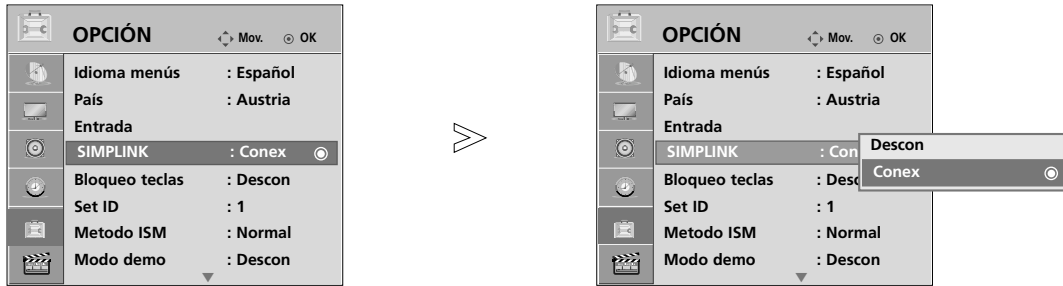 OPCIÓN Mov. OK
Idioma menús : Español
País : Austria
Entrada
SIMPLINK : Conex
Bloqueo teclas : Descon
Set ID : 1
Metodo ISM : Normal
Modo demo : Descon
OPCIÓN Mov. OK
Idioma menús : Español
País : Austria
Entrada
SIMPLINK : Con
Bloqueo teclas : Desc
Set ID : 1
Metodo ISM : Normal
Modo demo : Descon
Descon
Conex